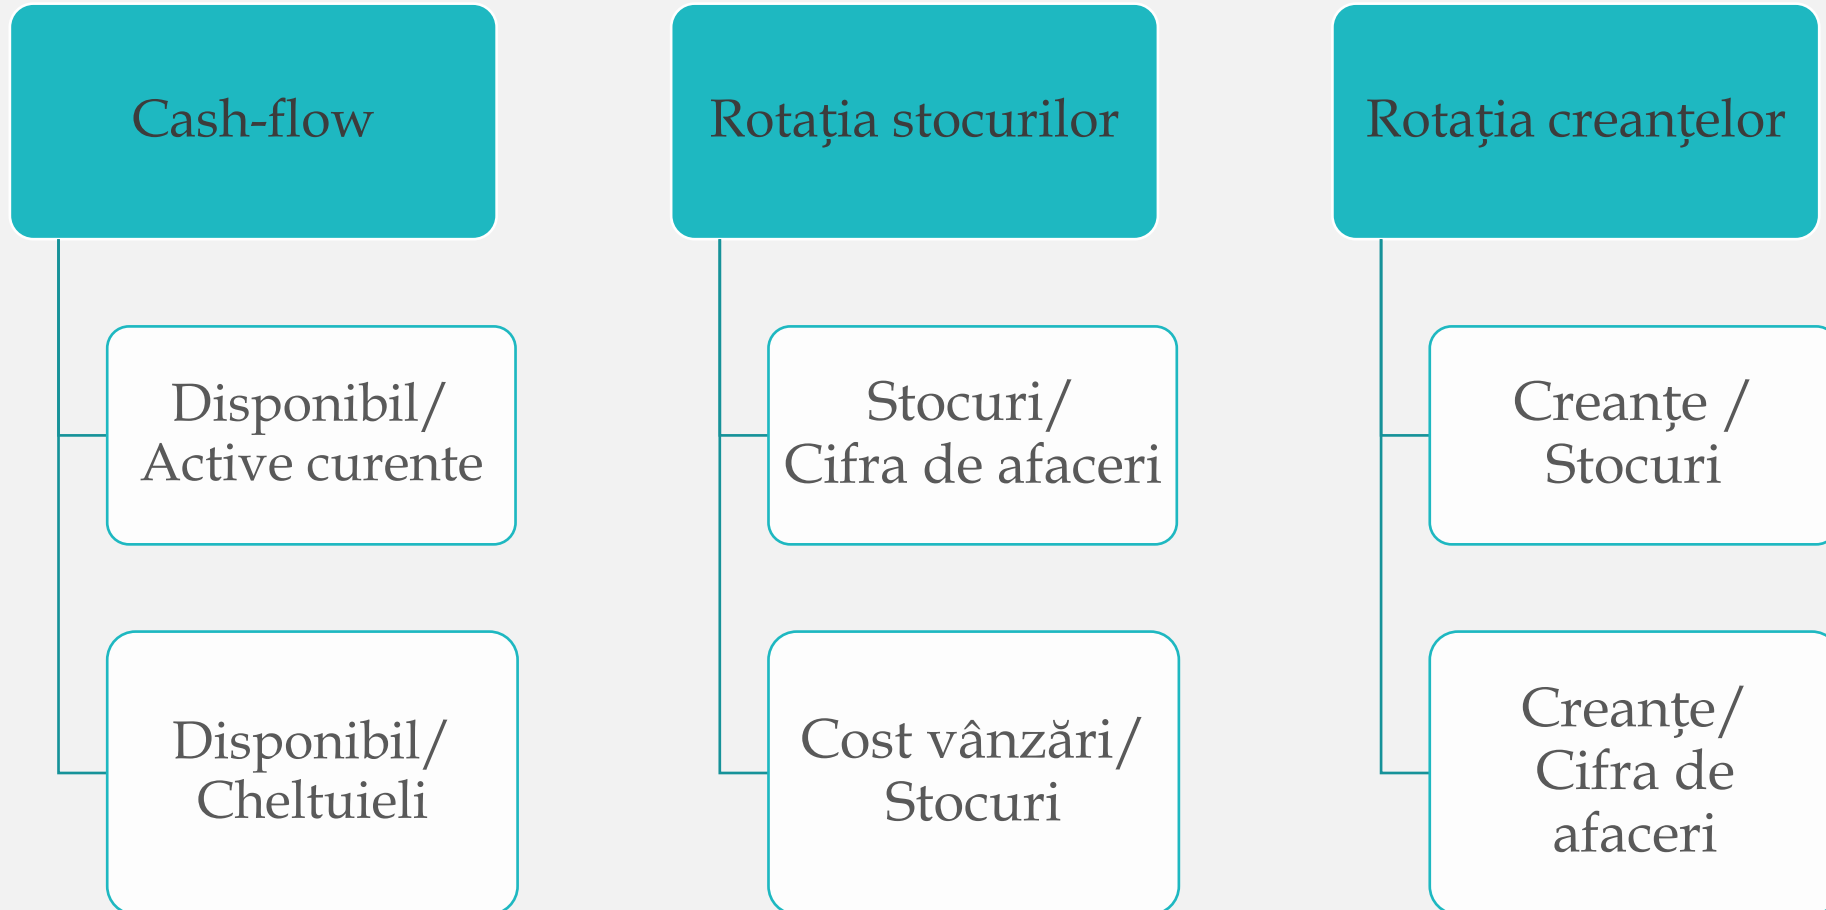 Cash-flow
Disponibil/
Active curente
Disponibil/
Cheltuieli
Rotația stocurilor
Stocuri/
Cifra de afaceri
Cost vânzări/
Stocuri
Rotația creanțelor
Creanțe /
Stocuri
Creanțe/
Cifra de
afaceri